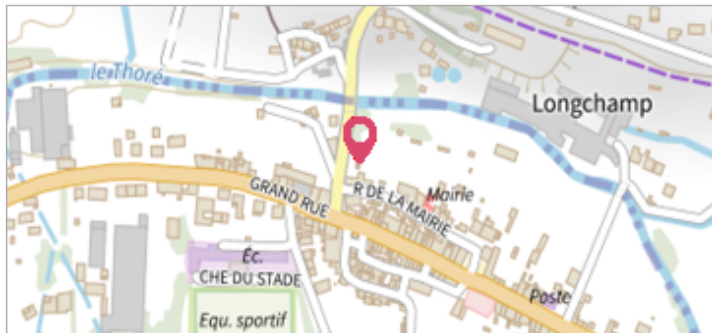 le Thoré
Longchamp
GRAND RUE
R DE LA MAIRIE
Mairie
Éc.
CHE DU STADE
Poste
Equ. sportif